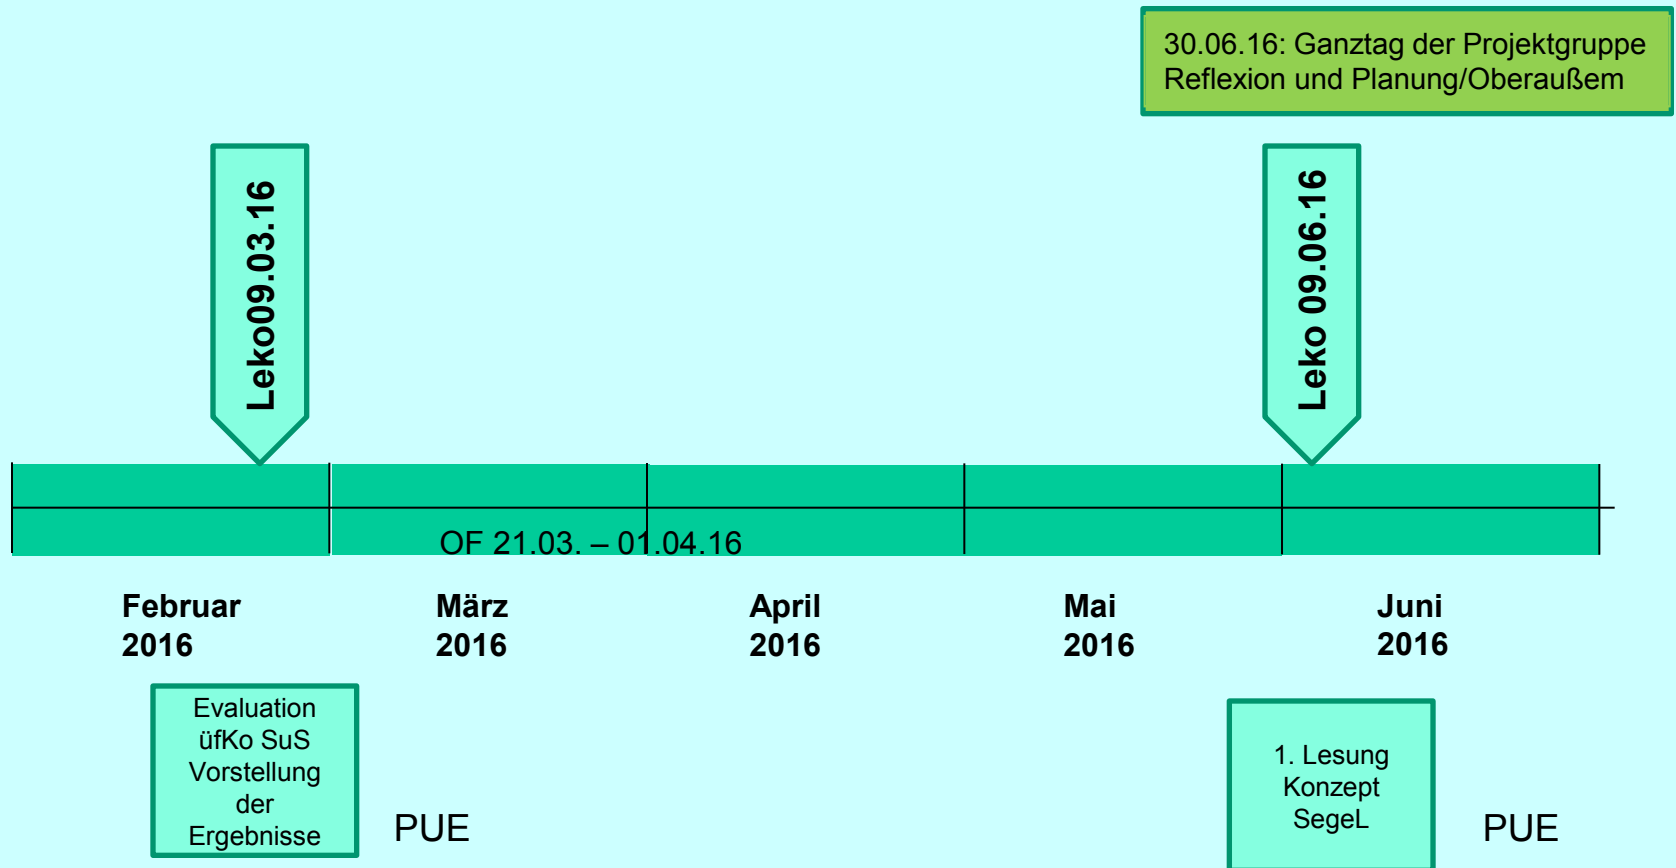 30.06.16: Ganztag der Projektgruppe
Reflexion und Planung/Oberaußem
Leko09.03.16
Leko 09.06.16
OF 21.03. – 01.04.16
Februar
2016
März
2016
April
2016
Mai
2016
Juni
2016
Evaluation
üfKo SuS
Vorstellung
der
Ergebnisse
PUE
1. Lesung
Konzept
SegeL
PUE